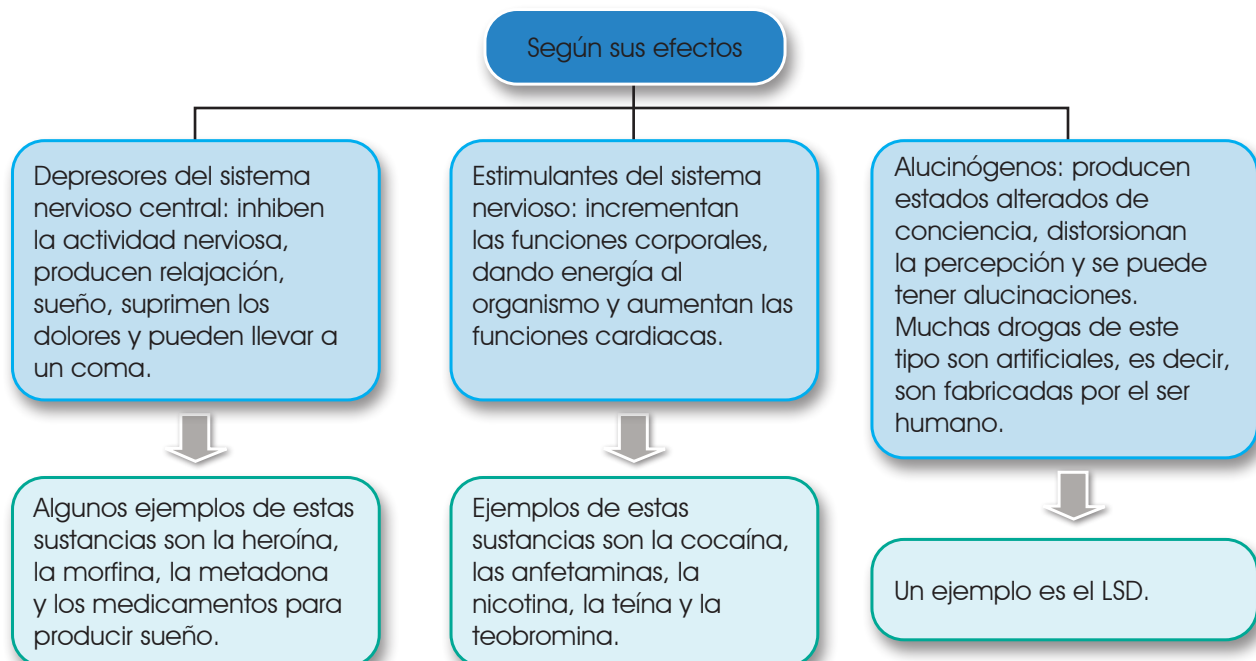 Según sus efectos
Depresores del sistema
nervioso central: inhiben
la actividad nerviosa,
producen relajación,
sueño, suprimen los
dolores y pueden llevar a
un coma.
Estimulantes del sistema
nervioso: incrementan
las funciones corporales,
dando energía al
organismo y aumentan las
funciones cardiacas.
Alucinógenos: producen
estados alterados de
conciencia, distorsionan
la percepción y se puede
tener alucinaciones.
Muchas drogas de este
tipo son artificiales, es decir,
son fabricadas por el ser
humano.
Algunos ejemplos de estas
sustancias son la heroína,
la morfina, la metadona
y los medicamentos para
producir sueño.
Ejemplos de estas
sustancias son la cocaína,
las anfetaminas, la
nicotina, la teína y la
teobromina.
Un ejemplo es el LSD.